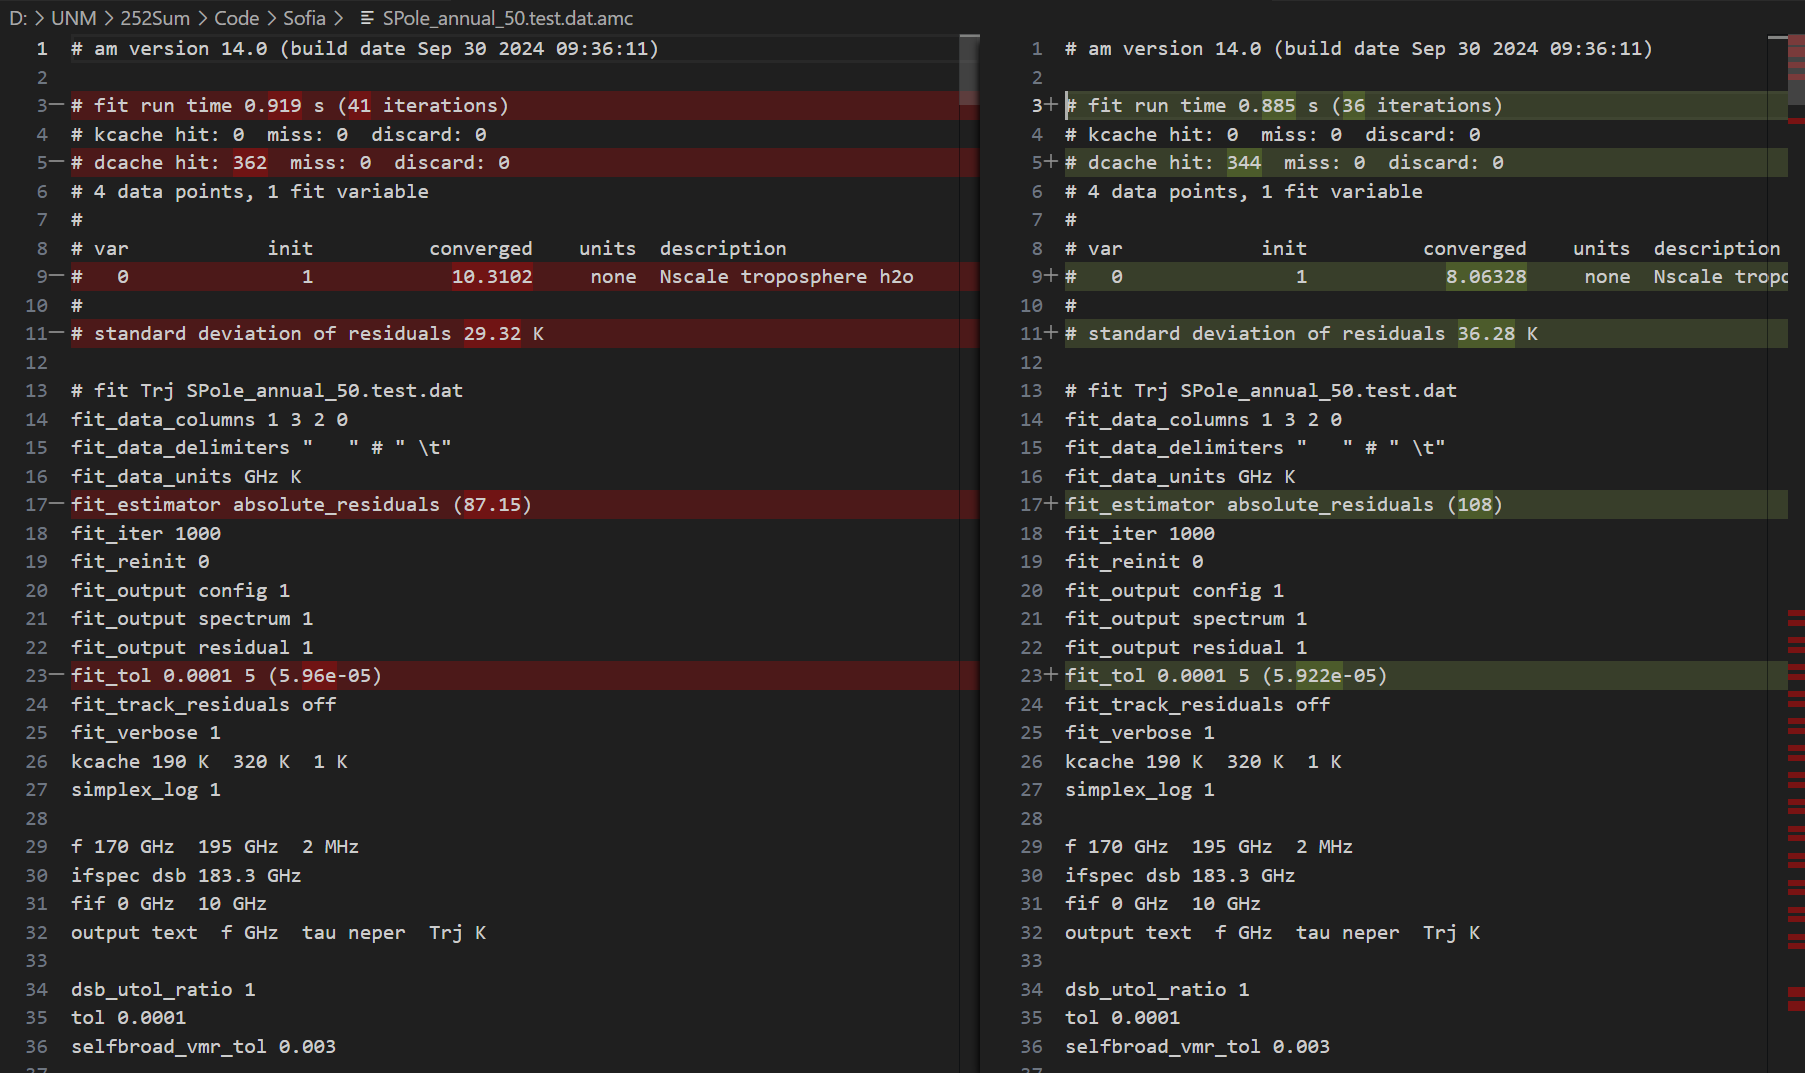 D: > UNM > 252Sum > Code > Sofia > SPole_annual_50.test.dat.amc
1 # am version 14.0 (build date Sep 30 2024 09:36:11)
2
3— # fit run time 0.919 s (41 iterations)
4 # kcache hit: 0  miss: 0  discard: 0
5— # dcache hit: 362  miss: 0  discard: 0
6 # 4 data points, 1 fit variable
7 #
8 # var            init          converged    units  description
9— #   0               1            10.3102     none  Nscale troposphere h2o
10 #
11— # standard deviation of residuals 29.32 K
12
13 # fit Trj SPole_annual_50.test.dat
14 fit_data_columns 1 3 2 0
15 fit_data_delimiters "   " # " \t"
16 fit_data_units GHz K
17— fit_estimator absolute_residuals (87.15)
18 fit_iter 1000
19 fit_reinit 0
20 fit_output config 1
21 fit_output spectrum 1
22 fit_output residual 1
23— fit_tol 0.0001 5 (5.96e-05)
24 fit_track_residuals off
25 fit_verbose 1
26 kcache 190 K  320 K  1 K
27 simplex_log 1
28
29 f 170 GHz  195 GHz  2 MHz
30 ifspec dsb 183.3 GHz
31 fif 0 GHz  10 GHz
32 output text  f GHz  tau neper  Trj K
33
34 dsb_utol_ratio 1
35 tol 0.0001
36 selfbroad_vmr_tol 0.003
37
1 # am version 14.0 (build date Sep 30 2024 09:36:11)
2
3+ # fit run time 0.885 s (36 iterations)
4 # kcache hit: 0  miss: 0  discard: 0
5+ # dcache hit: 344  miss: 0  discard: 0
6 # 4 data points, 1 fit variable
7 #
8 # var            init          converged    units  description
9+ #   0               1            8.06328     none  Nscale tropo
10 #
11+ # standard deviation of residuals 36.28 K
12
13 # fit Trj SPole_annual_50.test.dat
14 fit_data_columns 1 3 2 0
15 fit_data_delimiters "   " # " \t"
16 fit_data_units GHz K
17+ fit_estimator absolute_residuals (108)
18 fit_iter 1000
19 fit_reinit 0
20 fit_output config 1
21 fit_output spectrum 1
22 fit_output residual 1
23+ fit_tol 0.0001 5 (5.922e-05)
24 fit_track_residuals off
25 fit_verbose 1
26 kcache 190 K  320 K  1 K
27 simplex_log 1
28
29 f 170 GHz  195 GHz  2 MHz
30 ifspec dsb 183.3 GHz
31 fif 0 GHz  10 GHz
32 output text  f GHz  tau neper  Trj K
33
34 dsb_utol_ratio 1
35 tol 0.0001
36 selfbroad_vmr_tol 0.003
37